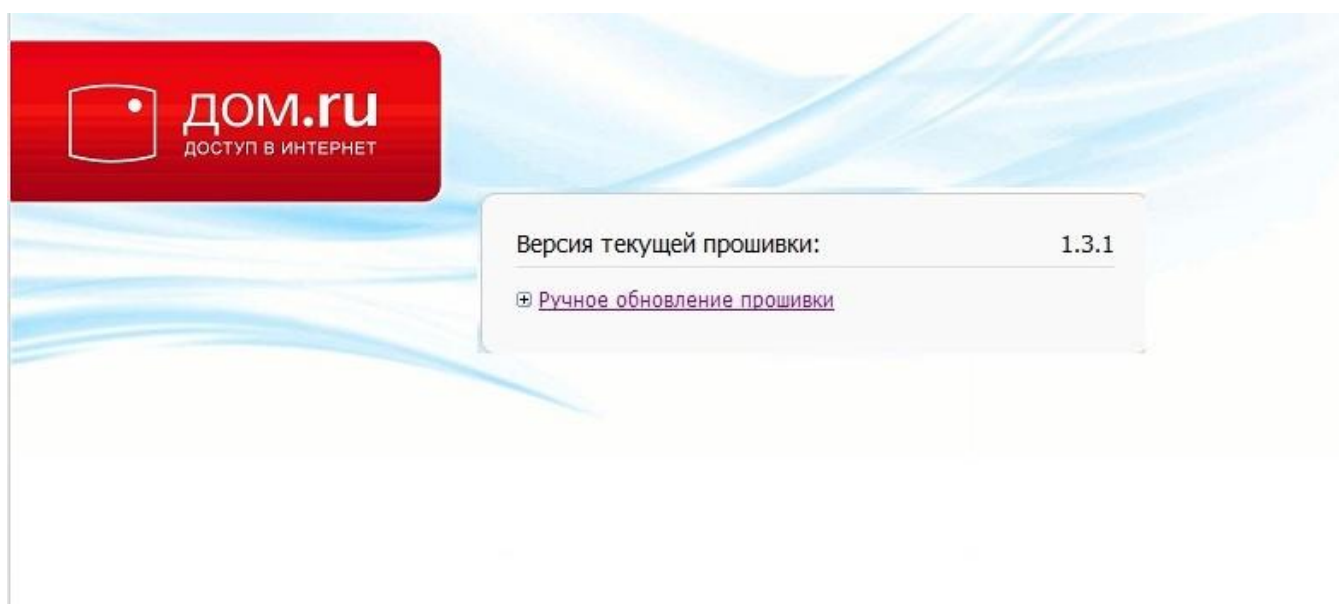 дом.ru
ДОСТУП В ИНТЕРНЕТ
Версия текущей прошивки: 1.3.1
Ручное обновление прошивки